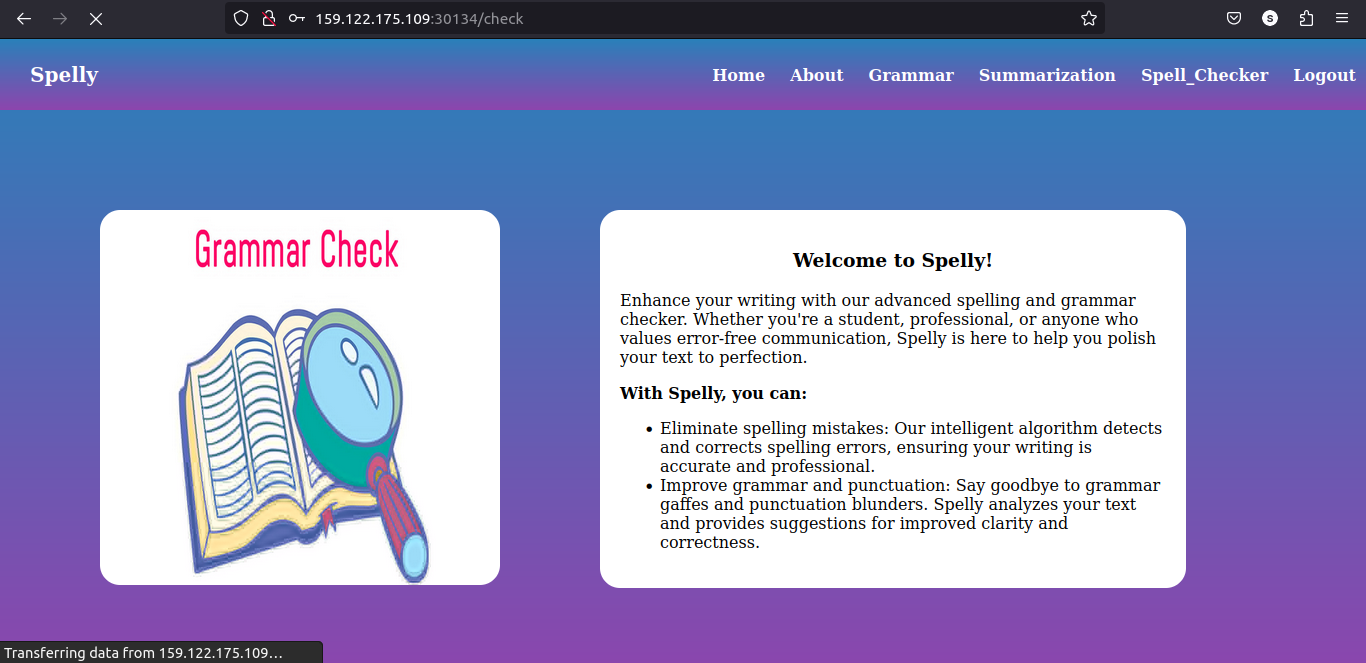 159.122.175.109:30134/check
S
Spelly
Home About Grammar Summarization Spell_Checker Logout
Grammar Check
Welcome to Spelly!
Enhance your writing with our advanced spelling and grammar
checker. Whether you're a student, professional, or anyone who
values error-free communication, Spelly is here to help you polish
your text to perfection.
With Spelly, you can:
• Eliminate spelling mistakes: Our intelligent algorithm detects
and corrects spelling errors, ensuring your writing is
accurate and professional.
• Improve grammar and punctuation: Say goodbye to grammar
gaffes and punctuation blunders. Spelly analyzes your text
and provides suggestions for improved clarity and
correctness.
Transferring data from 159.122.175.109…